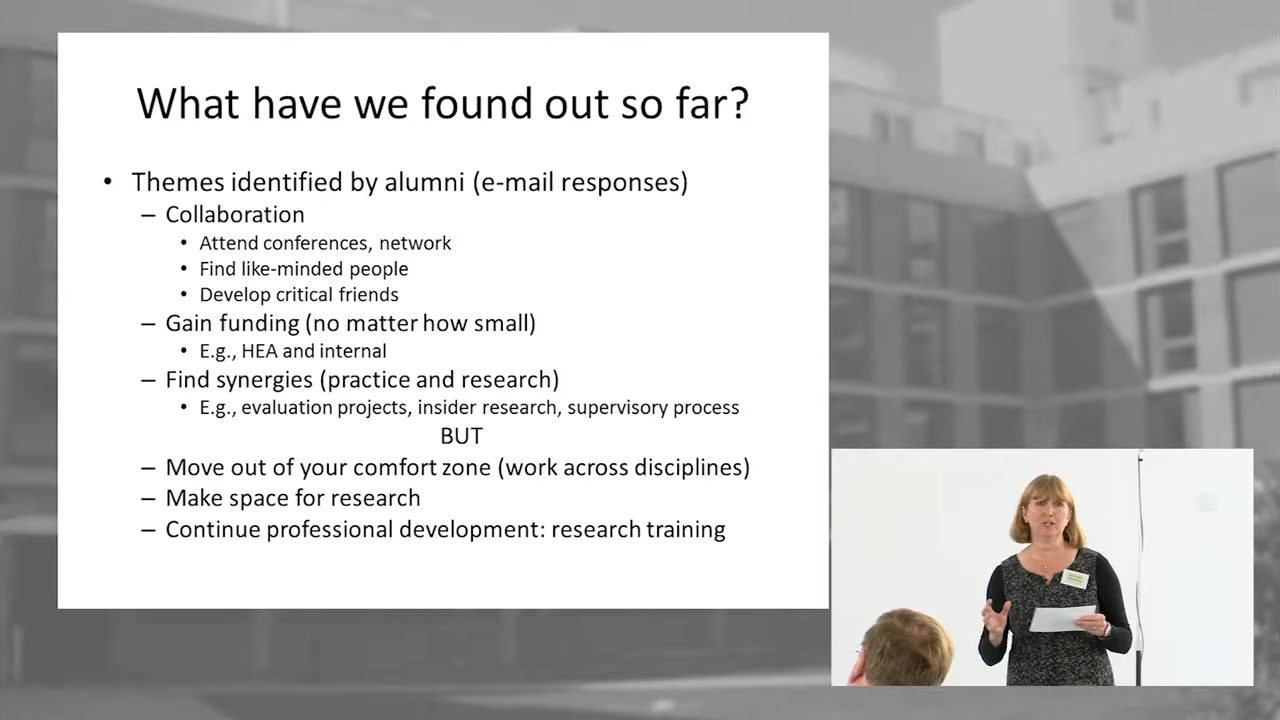 What have we found out so far?
• Themes identified by alumni (e-mail responses)
– Collaboration
• Attend conferences, network
• Find like-minded people
• Develop critical friends
– Gain funding (no matter how small)
• E.g., HEA and internal
– Find synergies (practice and research)
• E.g., evaluation projects, insider research, supervisory process
BUT
– Move out of your comfort zone (work across disciplines)
– Make space for research
– Continue professional development: research training